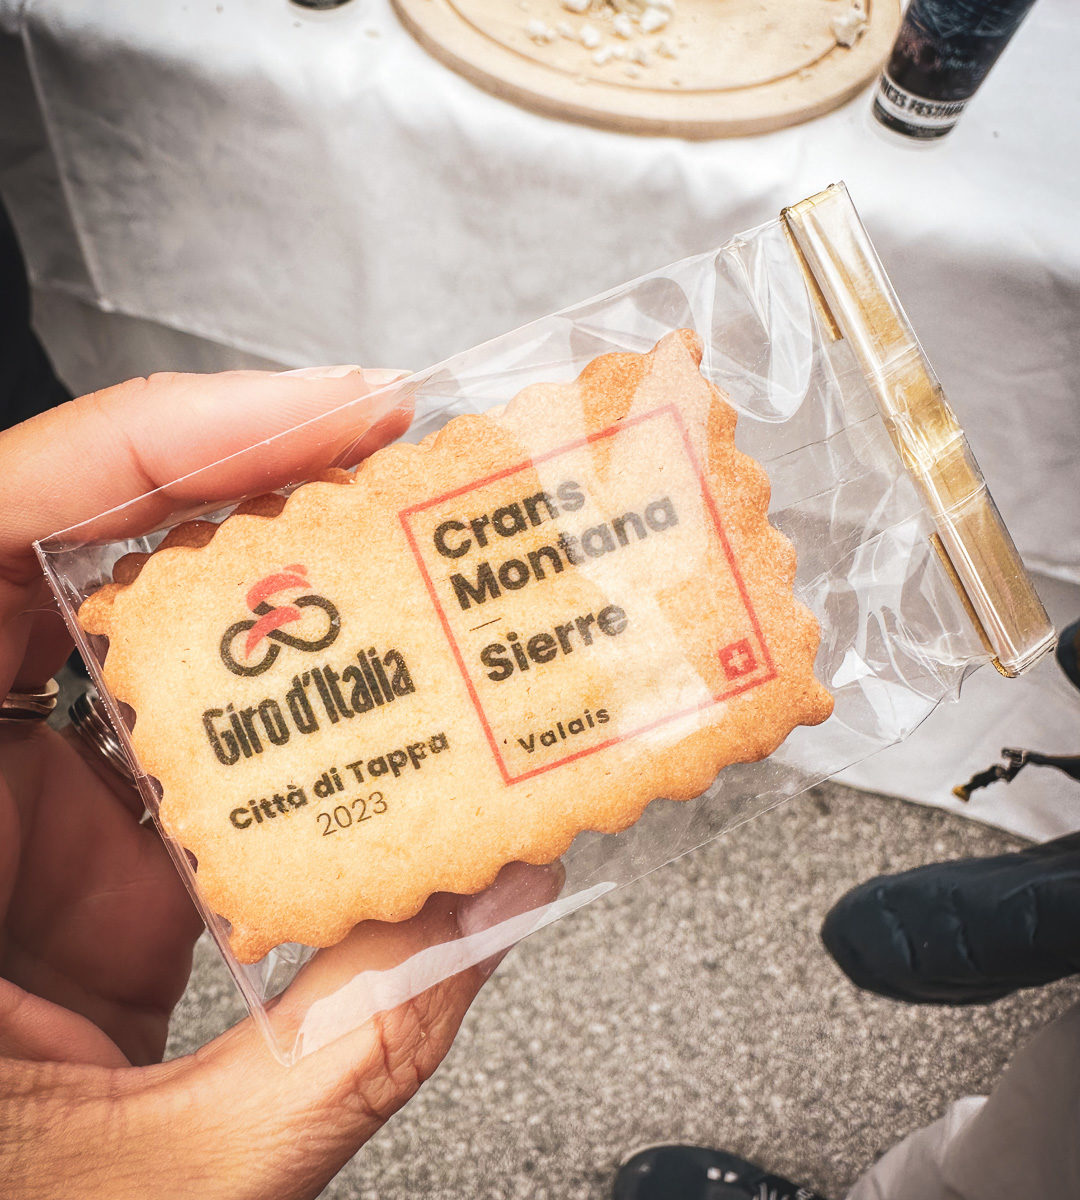 Giro d'Italia
Città di Tappa
2023
Crans
Montana
Sierre
Valais